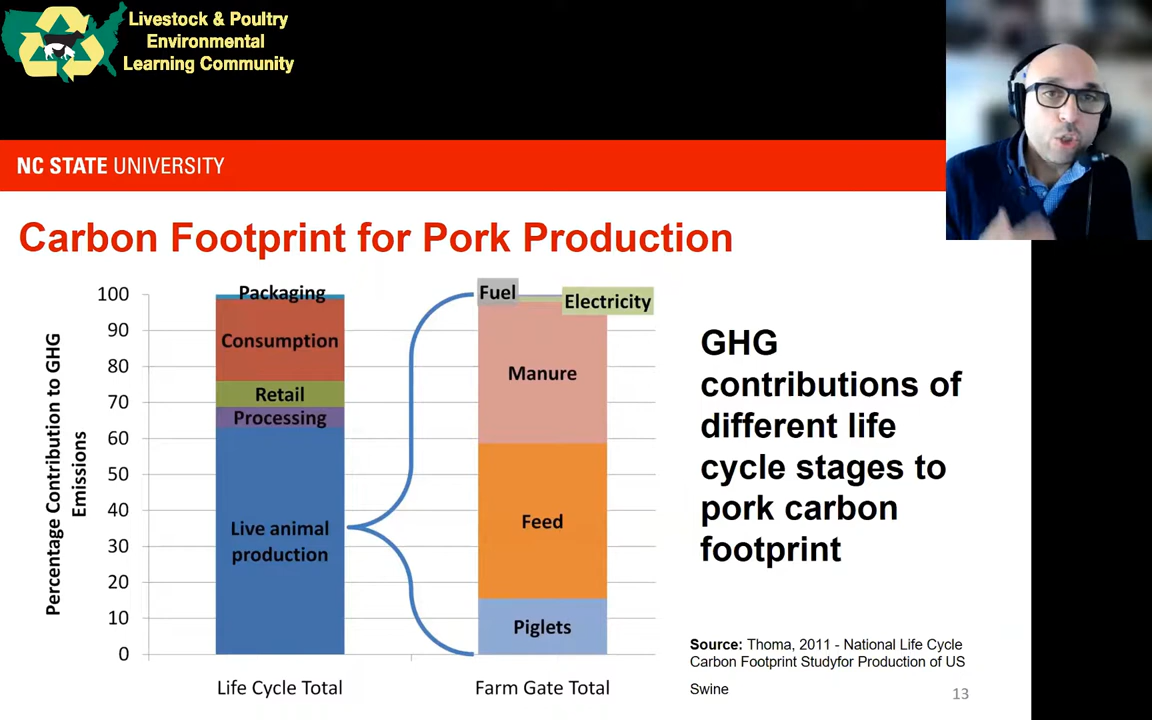 Livestock & Poultry
Environmental
Learning Community
NC STATE UNIVERSITY
Carbon Footprint for Pork Production
Percentage Contribution to GHG
Emissions
100
90
80
70
60
50
40
30
20
10
0
Packaging
Consumption
Retail
Processing
Live animal
production
Fuel
Electricity
Manure
Feed
Piglets
Life Cycle Total
Farm Gate Total
GHG
contributions of
different life
cycle stages to
pork carbon
footprint
Source: Thoma, 2011 - National Life Cycle
Carbon Footprint Studyfor Production of US
Swine
13